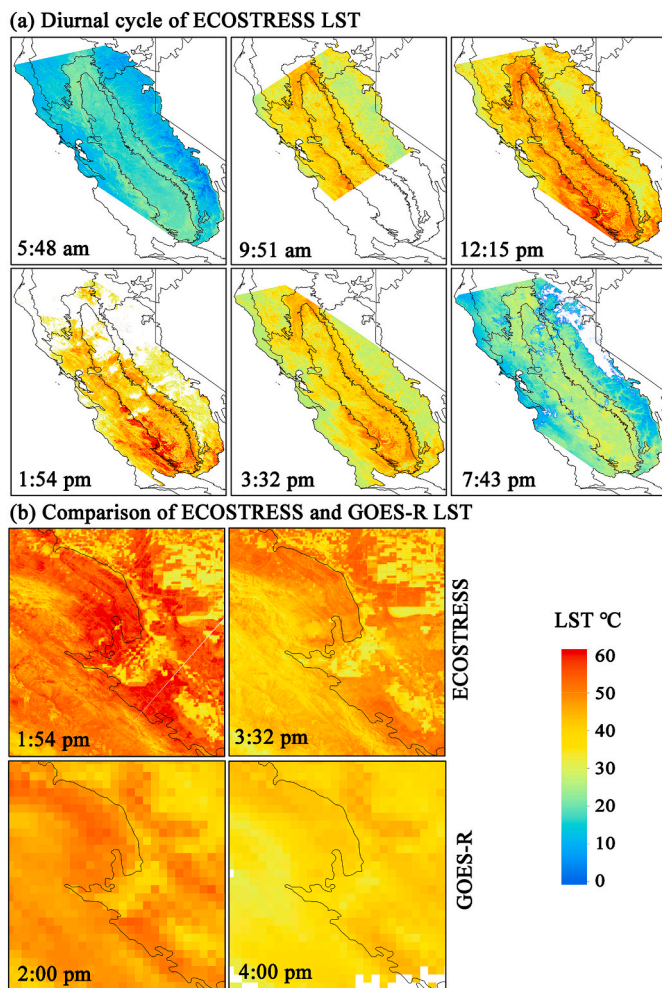 (a) Diurnal cycle of ECOSTRESS LST
5:48 am
9:51 am
12:15 pm
1:54 pm
3:32 pm
7:43 pm
(b) Comparison of ECOSTRESS and GOES-R LST
1:54 pm
3:32 pm
ECOSTRESS
2:00 pm
4:00 pm
GOES-R
LST °C
60
50
40
30
20
10
0